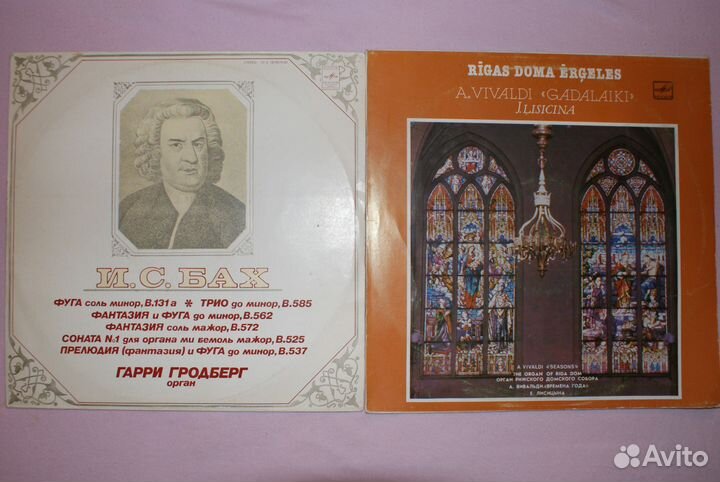 И.С.БАХ
ФУГА соль минор, В.131а * ТРИО до минор, В.585
ФАНТАЗИЯ и ФУГА до минор, В.562
ФАНТАЗИЯ соль мажор, В.572
СОНАТА №1 для органа ми бемоль мажор, В.525
ПРЕЛЮДИЯ (фантазия) и ФУГА до минор, В.537
ГАРРИ ГРОДБЕРГ
орган
RĪGAS DOMA ĒRĢELES
A.VIVALDI «GADALAIKI»
J.LISICINA
A VIVALDI «SEASONS»
THE ORGAN OF RIGA DOM
ОРГАН РИЖСКОГО ДОМСКОГО СОБОРА
А. ВИВАЛЬДИ«ВРЕМЕНА ГОДА»
Е. ЛИСИЦЫНА
Avito